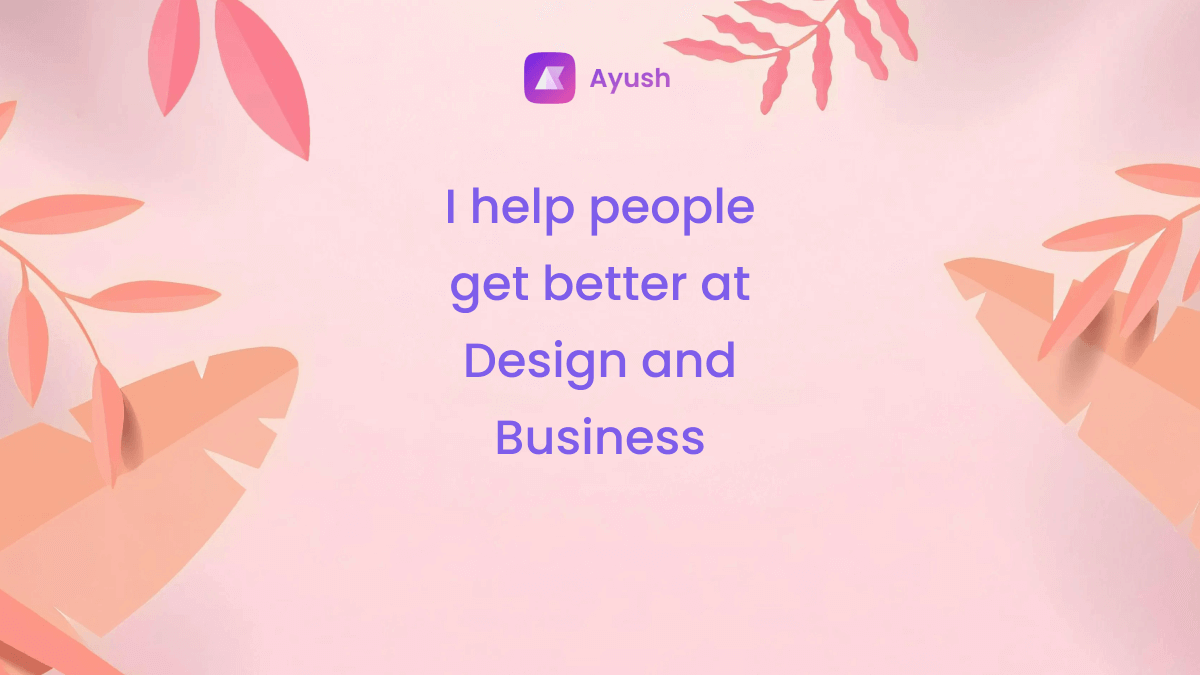 Ayush
I help people
get better at
Design and
Business